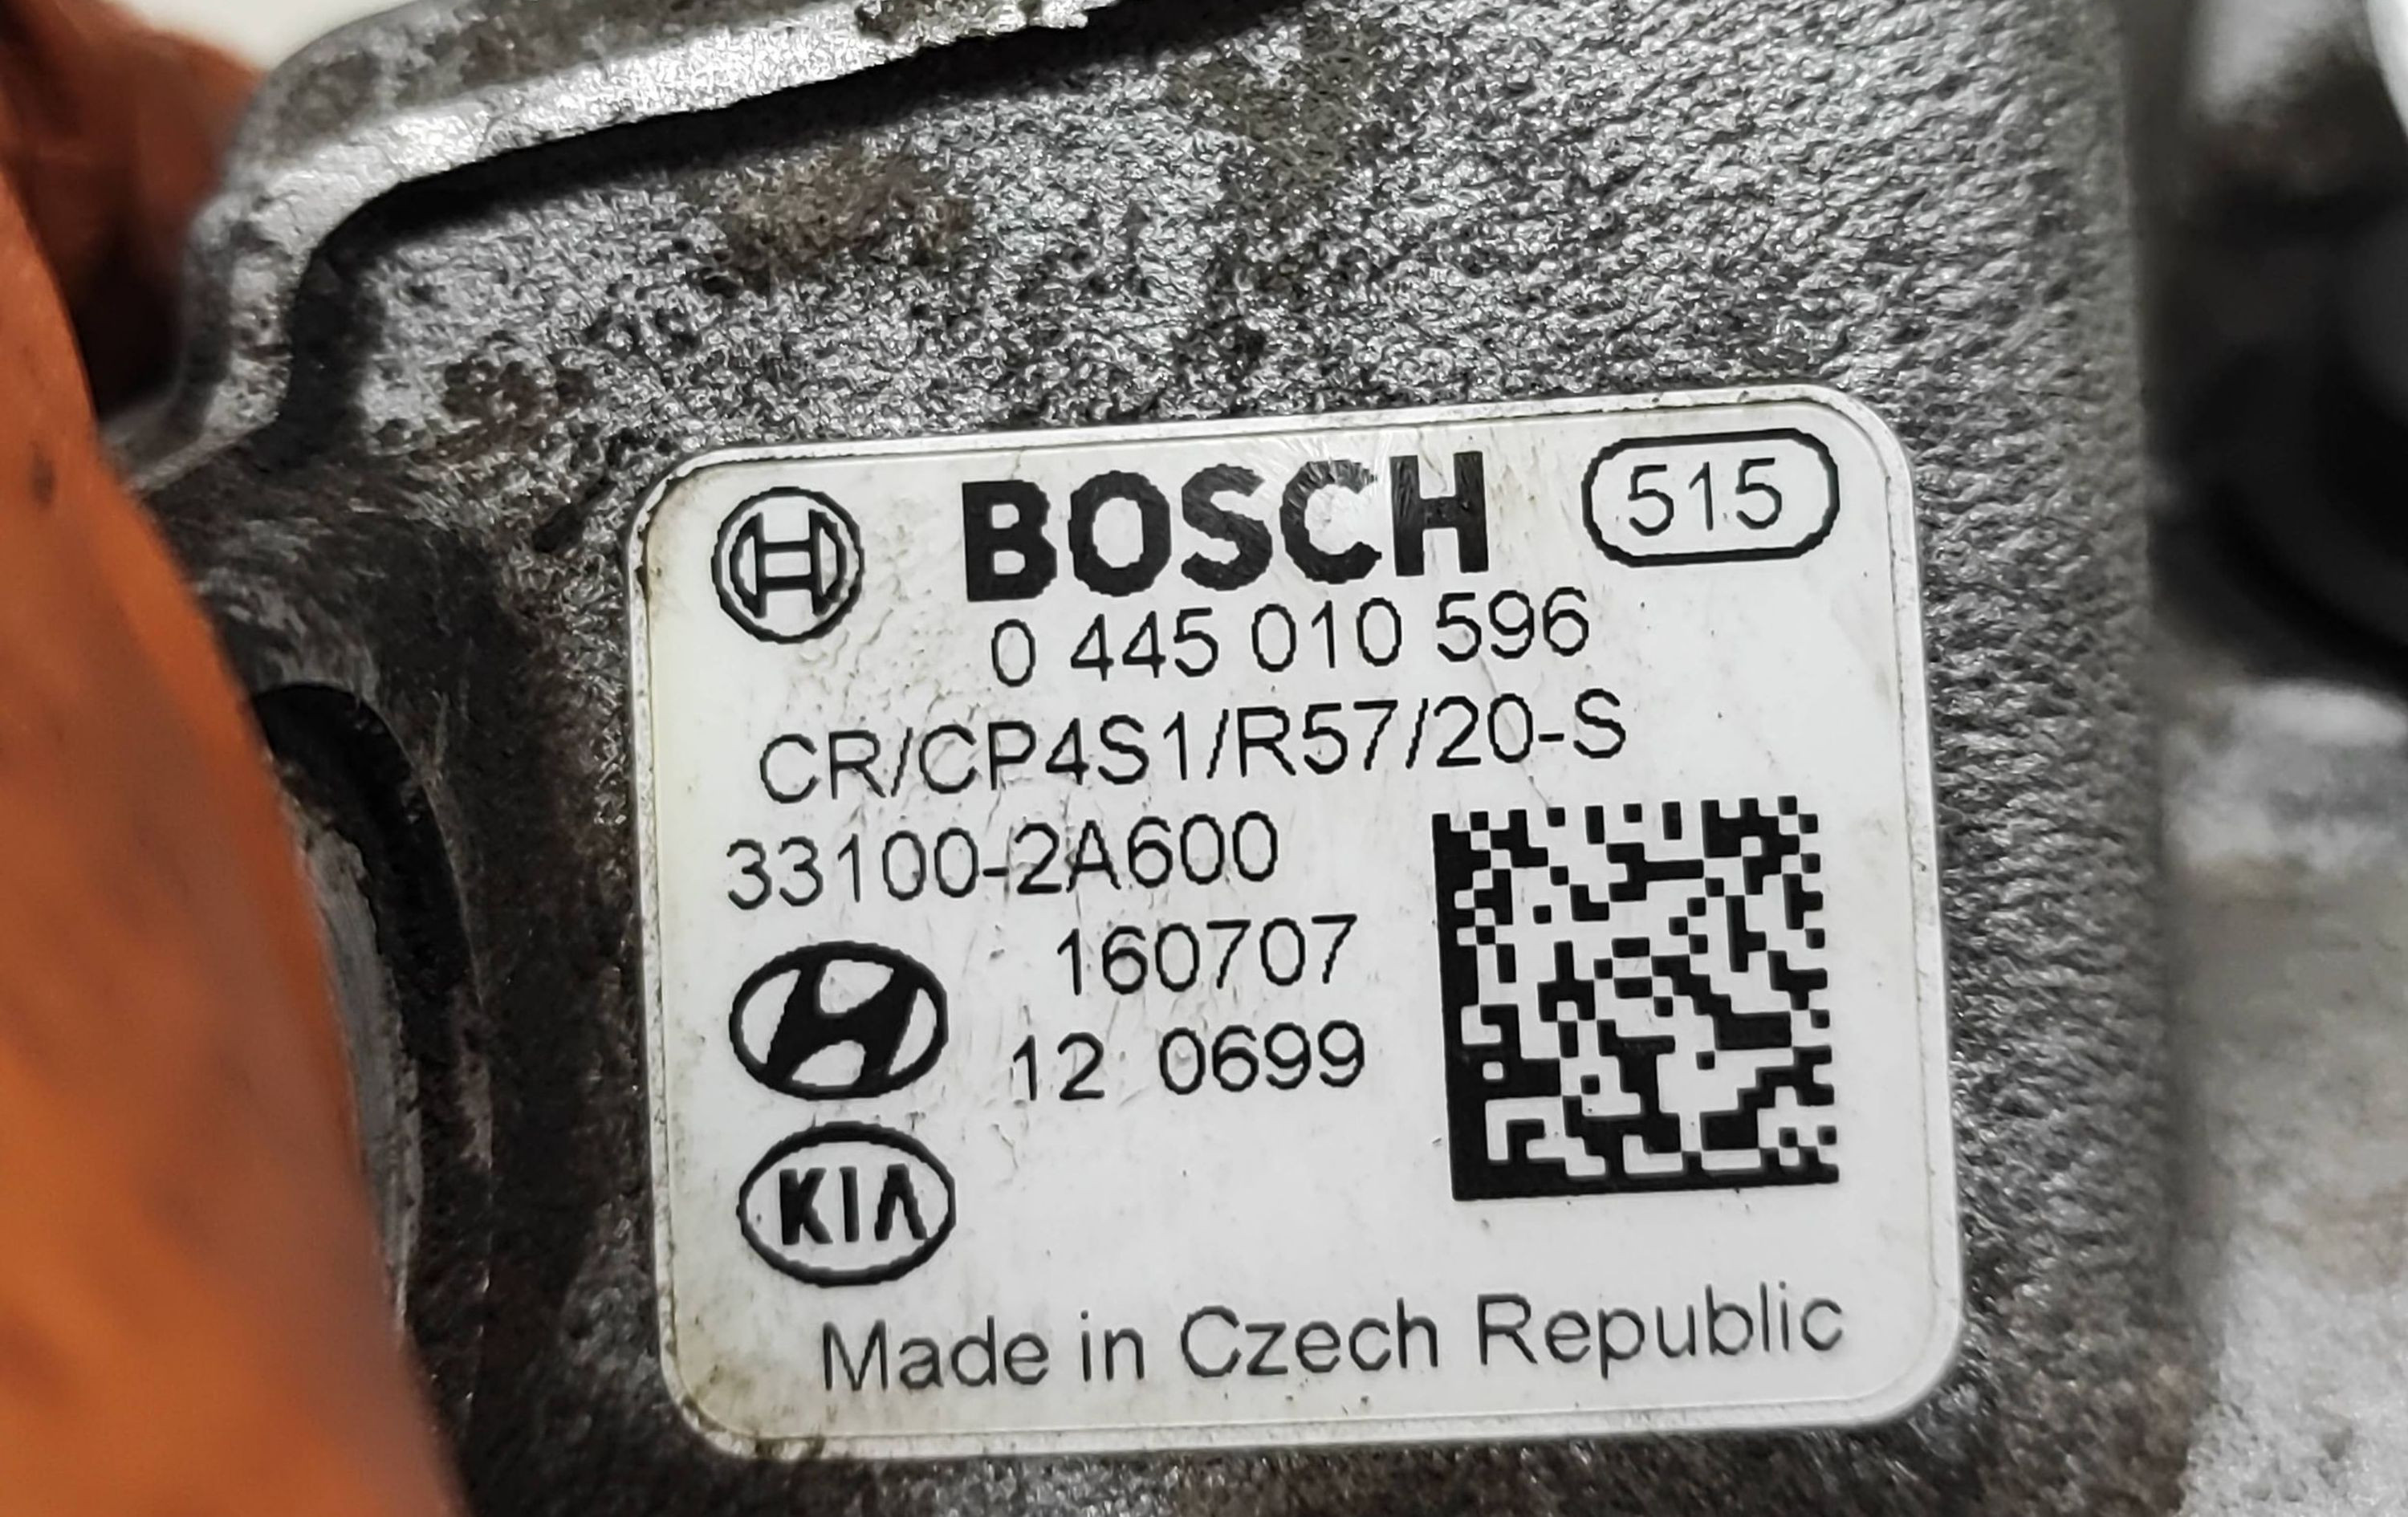 BOSCH 515
0 445 010 596
CR/CP4S1/R57/20-S
33100-2A600
160707
12 0699
KIA
Made in Czech Republic